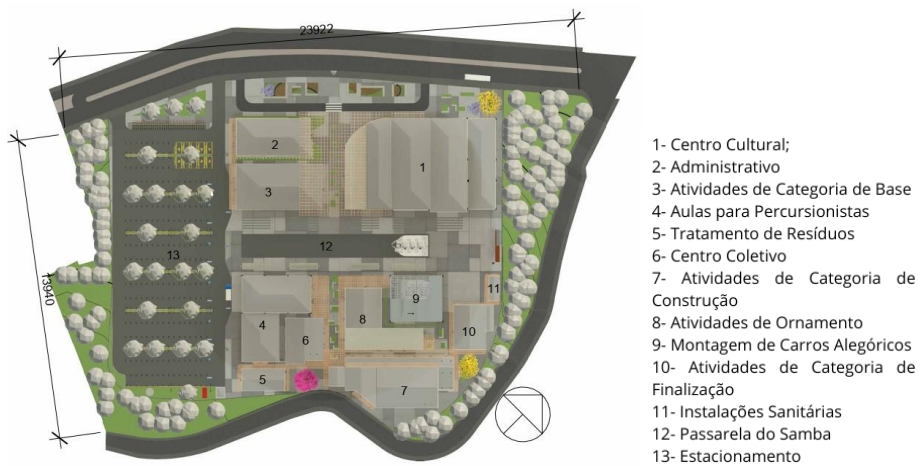 23922
13940
2
1
3
12
13
9
11
8
10
4
6
5
7
1- Centro Cultural;
2- Administrativo
3- Atividades de Categoria de Base
4- Aulas para Percursionistas
5- Tratamento de Resíduos
6- Centro Coletivo
7- Atividades de Categoria de
Construção
8- Atividades de Ornamento
9- Montagem de Carros Alegóricos
10- Atividades de Categoria de
Finalização
11- Instalações Sanitárias
12- Passarela do Samba
13- Estacionamento